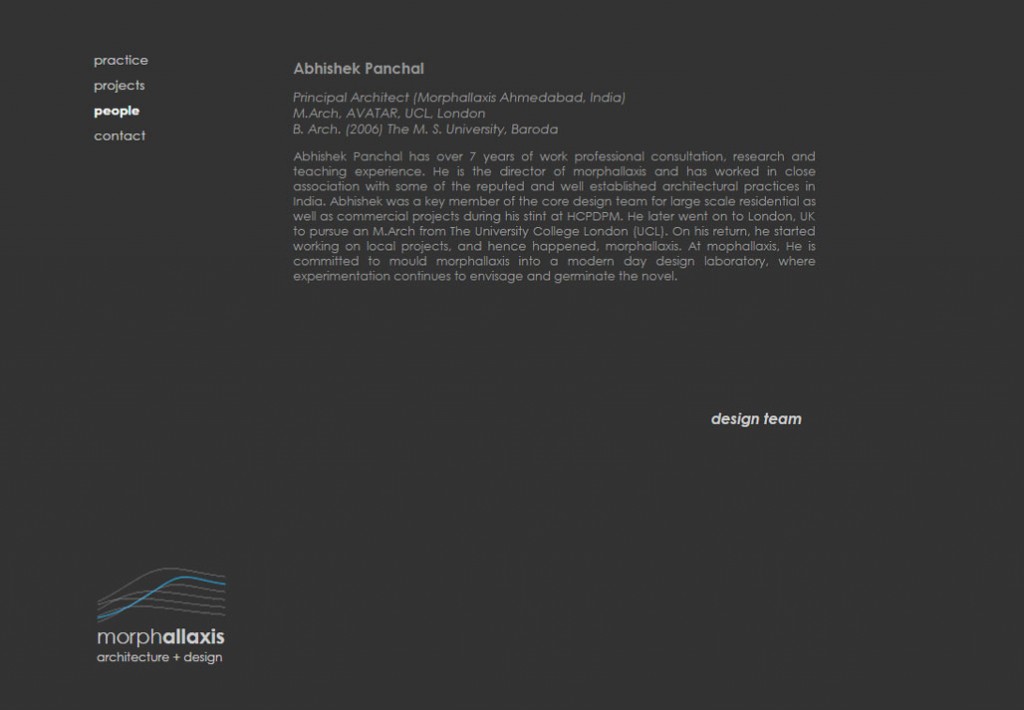 practice
projects
people
contact
Abhishek Panchal
Principal Architect (Morphallaxis Ahmedabad, India)
M.Arch, AVATAR, UCL, London
B. Arch. (2006) The M. S. University, Baroda
Abhishek Panchal has over 7 years of work professional consultation, research and
teaching experience. He is the director of morphallaxis and has worked in close
association with some of the reputed and well established architectural practices in
India. Abhishek was a key member of the core design team for large scale residential as
well as commercial projects during his stint at HCPDPM. He later went on to London, UK
to pursue an M.Arch from The University College London (UCL). On his return, he started
working on local projects, and hence happened, morphallaxis. At mophallaxis, He is
committed to mould morphallaxis into a modern day design laboratory, where
experimentation continues to envisage and germinate the novel.
design team
morphallaxis
architecture + design